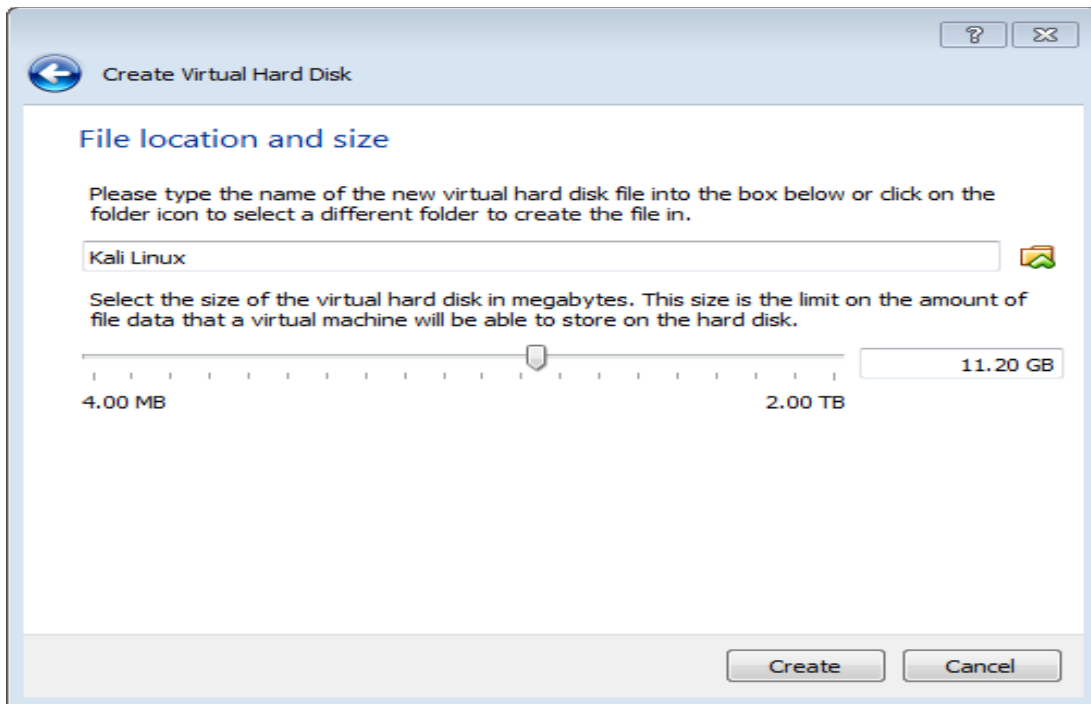 ?
Create Virtual Hard Disk
File location and size
Please type the name of the new virtual hard disk file into the box below or click on the
folder icon to select a different folder to create the file in.
Kali Linux
Select the size of the virtual hard disk in megabytes. This size is the limit on the amount of
file data that a virtual machine will be able to store on the hard disk.
11.20 GB
4.00 MB 2.00 TB
Create Cancel